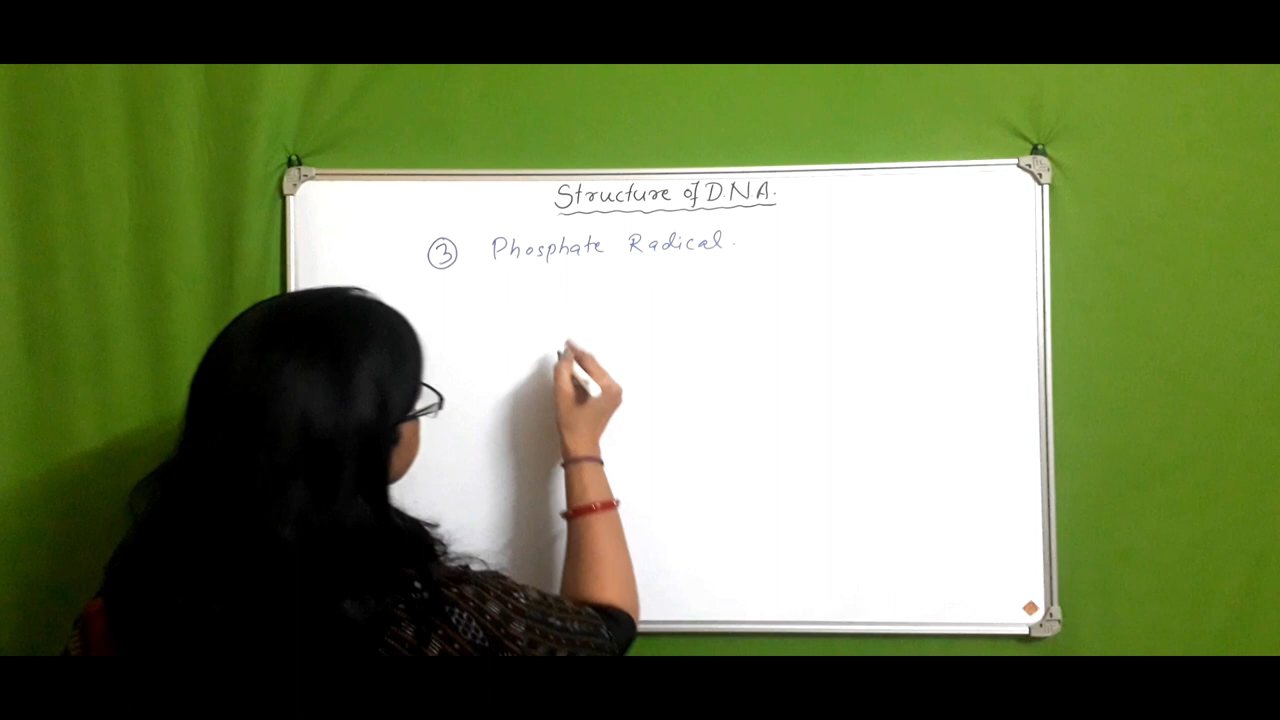 Structure of D.N.A.
③ Phosphate Radical.